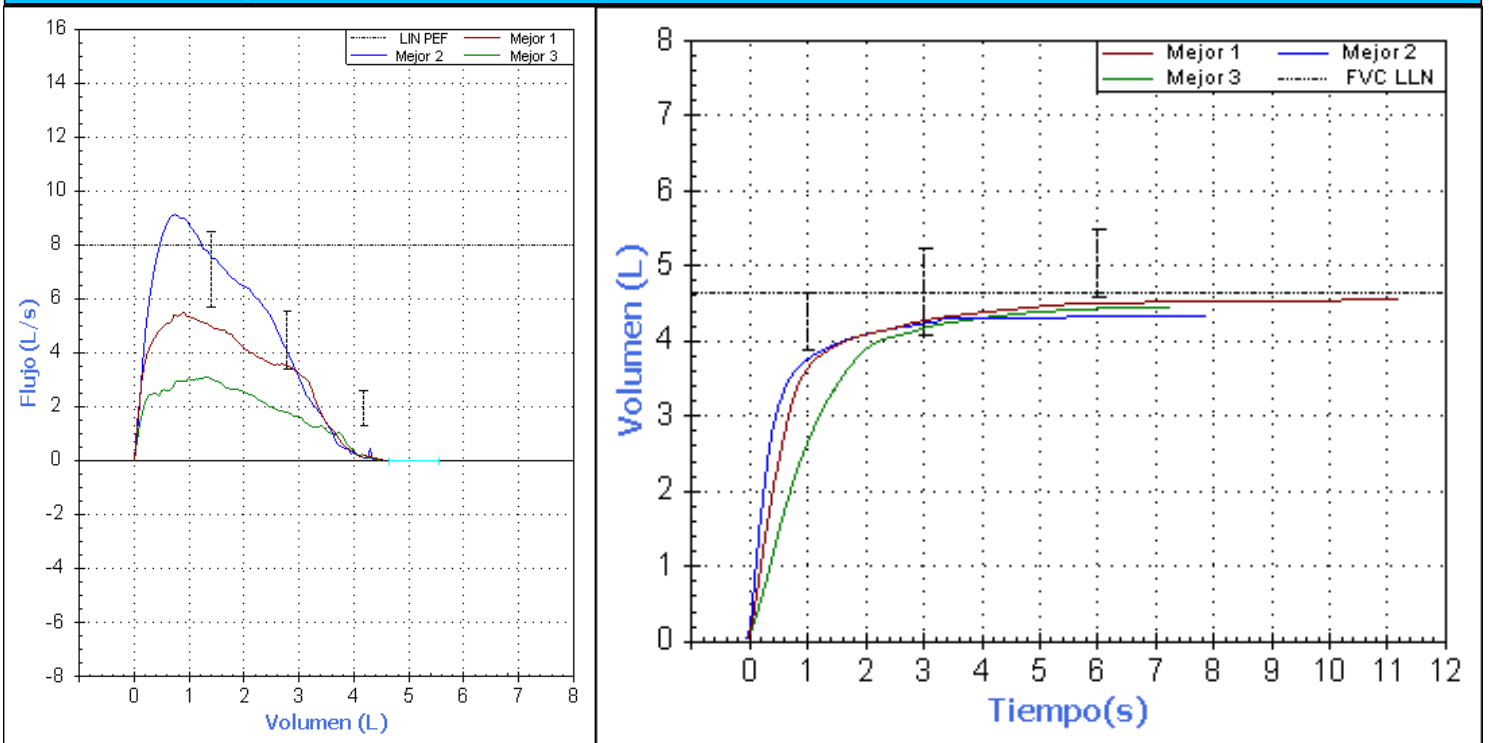 LIN PEF Mejor 1
Mejor 2 Mejor 3
16
14
12
10
8
6
4
2
0
-2
-4
-6
-8
0 1 2 3 4 5 6 7 8
Flujo (L/s)
Volumen (L)
Mejor 1 Mejor 2
Mejor 3 FVC LLN
8
7
6
5
4
3
2
1
0
0 1 2 3 4 5 6 7 8 9 10 11 12
Volumen (L)
Tiempo(s)